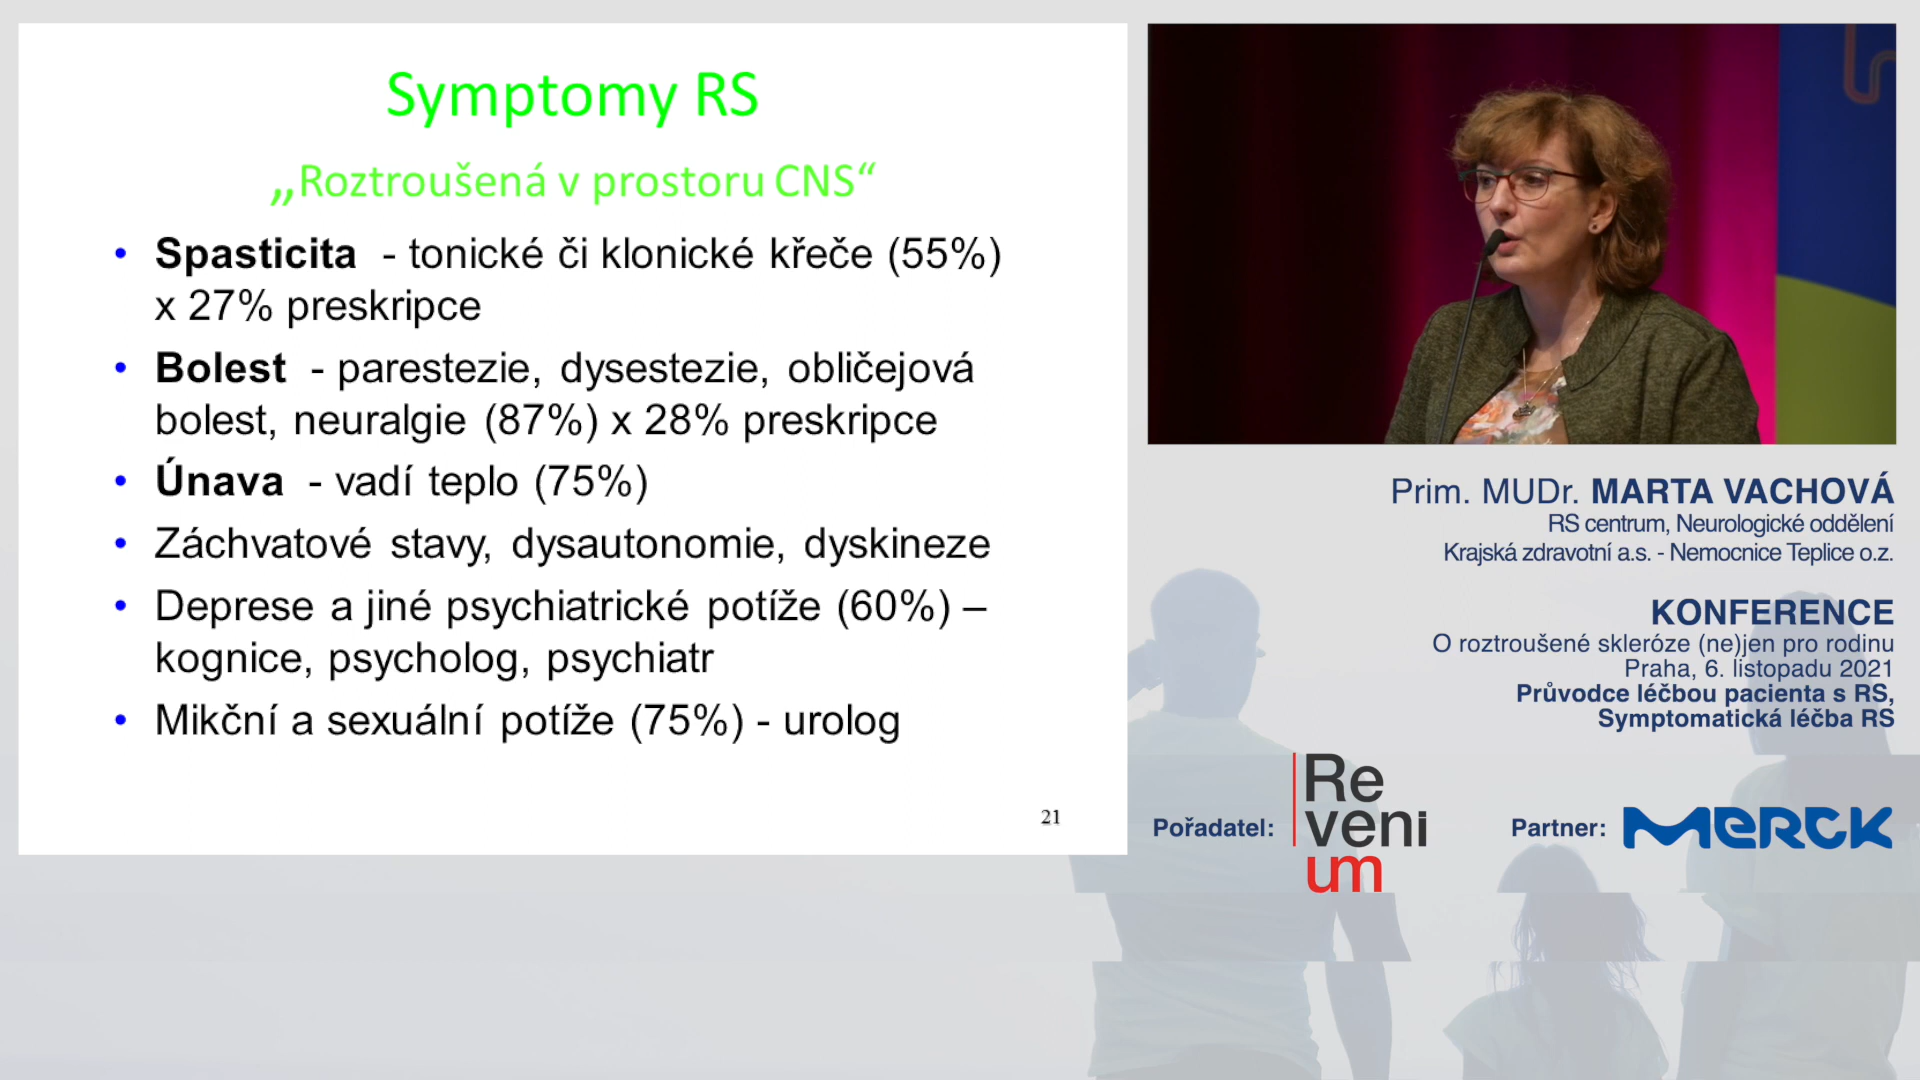 Symptomy RS
„Roztroušená v prostoru CNS“
• Spasticita - tonické či klonické křeče (55%)
x 27% preskripce
• Bolest - parestezie, dysestezie, obličejová
bolest, neuralgie (87%) x 28% preskripce
• Únava - vadí teplo (75%)
• Záchvatové stavy, dysautonomie, dyskineze
• Deprese a jiné psychiatrické potíže (60%) –
kognice, psycholog, psychiatr
• Mikční a sexuální potíže (75%) - urolog
21
Prim. MUDr. MARTA VACHOVÁ
RS centrum, Neurologické oddělení
Krajská zdravotní a.s. - Nemocnice Teplice o.z.
KONFERENCE
O roztroušené skleróze (ne)jen pro rodinu
Praha, 6. listopadu 2021
Průvodce léčbou pacienta s RS,
Symptomatická léčba RS
Pořadatel:
Re
veni
um
Partner:
MERCK